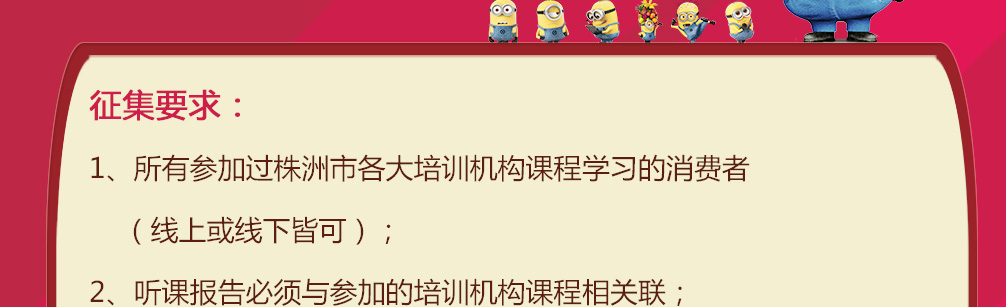 征集要求：
1、所有参加过株洲市各大培训机构课程学习的消费者
（线上或线下皆可）；
2、听课报告必须与参加的培训机构课程相关联；